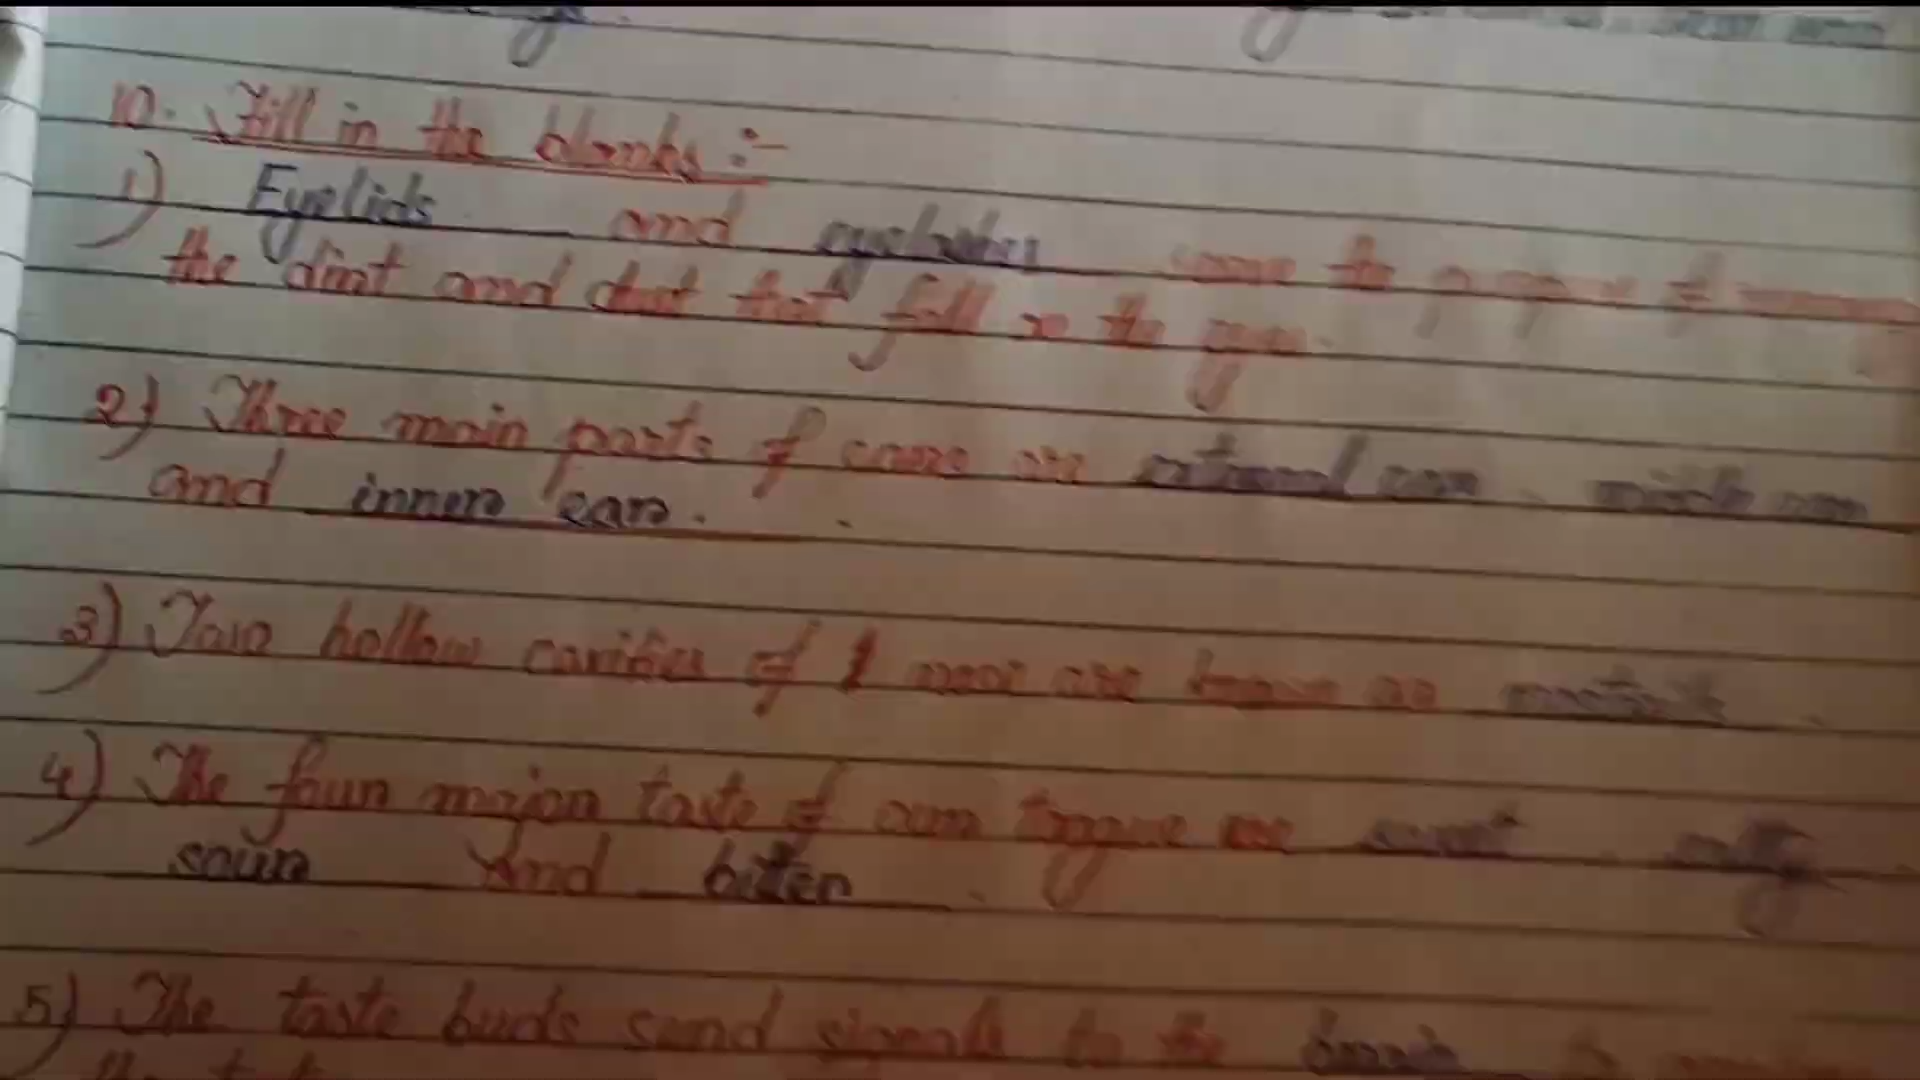 10. Fill in the blanks :-
1) Eyelids and eyelashes serve the purpose of removing
the dirt and dust that fall on the eyes.
2) Three main parts of ears are external ear, middle ear
and inner ear.
3) Two hollow cavities of nose are known as nostrils.
4) The four major taste of our tongue are sweet, salty,
sour and bitter.
5) The taste buds send signals to the brain to